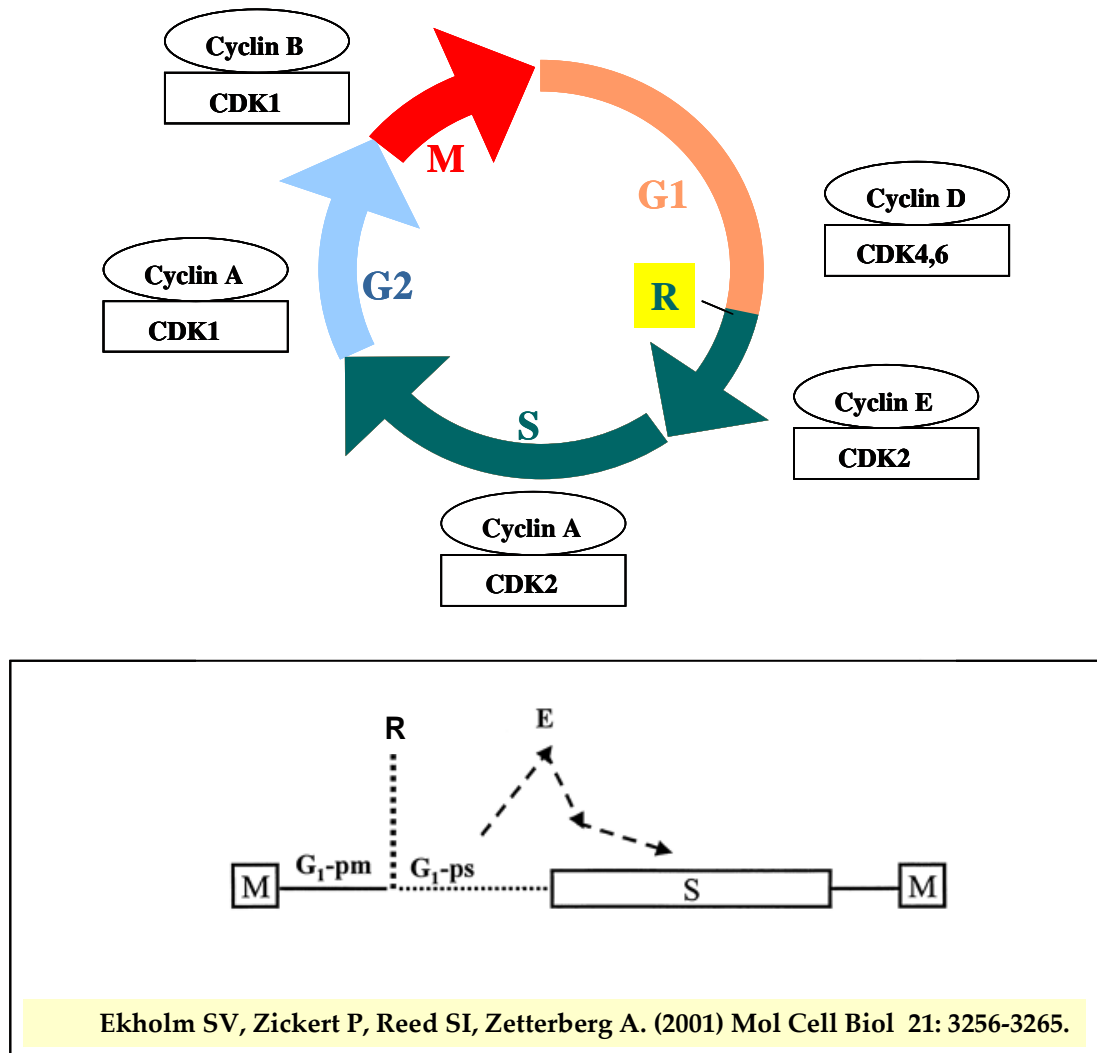 Cyclin B
CDK1
M
G1
Cyclin D
CDK4,6
R
Cyclin A
CDK1
G2
Cyclin E
CDK2
S
Cyclin A
CDK2
R
E
G₁-pm
G₁-ps
M
S
M
Ekholm SV, Zickert P, Reed SI, Zetterberg A. (2001) Mol Cell Biol 21: 3256-3265.